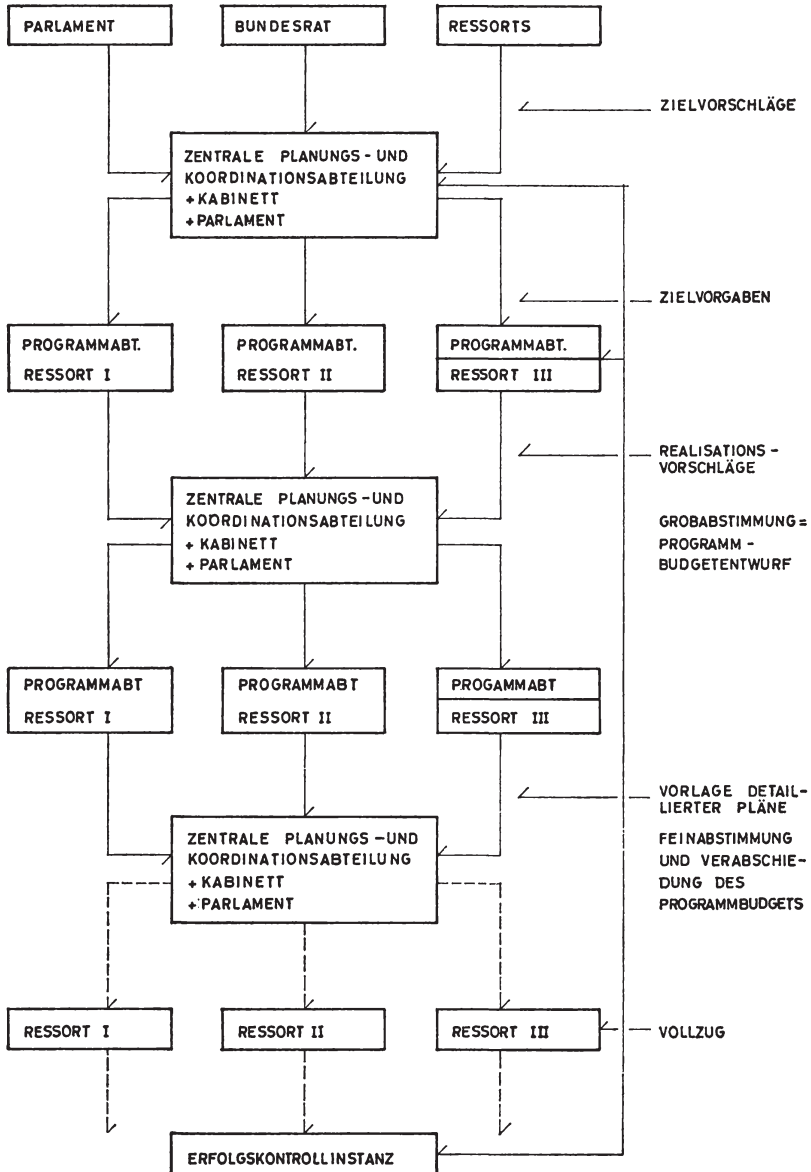 PARLAMENT
BUNDESRAT
RESSORTS
ZIELVORSCHLÄGE
ZENTRALE PLANUNGS - UND
KOORDINATIONSABTEILUNG
+ KABINETT
+ PARLAMENT
ZIELVORGABEN
PROGRAMMABT.
RESSORT I
PROGRAMMABT.
RESSORT II
PROGRAMMABT.
RESSORT III
REALISATIONS -
VORSCHLÄGE
ZENTRALE PLANUNGS - UND
KOORDINATIONSABTEILUNG
+ KABINETT
+ PARLAMENT
GROBABSTIMMUNG =
PROGRAMM -
BUDGETENTWURF
PROGRAMMABT
RESSORT I
PROGRAMMABT
RESSORT II
PROGAMMABT
RESSORT III
VORLAGE DETAIL-
LIERTER PLÄNE
ZENTRALE PLANUNGS - UND
KOORDINATIONSABTEILUNG
+ KABINETT
+ PARLAMENT
FEINABSTIMMUNG
UND VERABSCHIE-
DUNG DES
PROGRAMMBUDGETS
RESSORT I
RESSORT II
RESSORT III
VOLLZUG
ERFOLGSKONTROLLINSTANZ